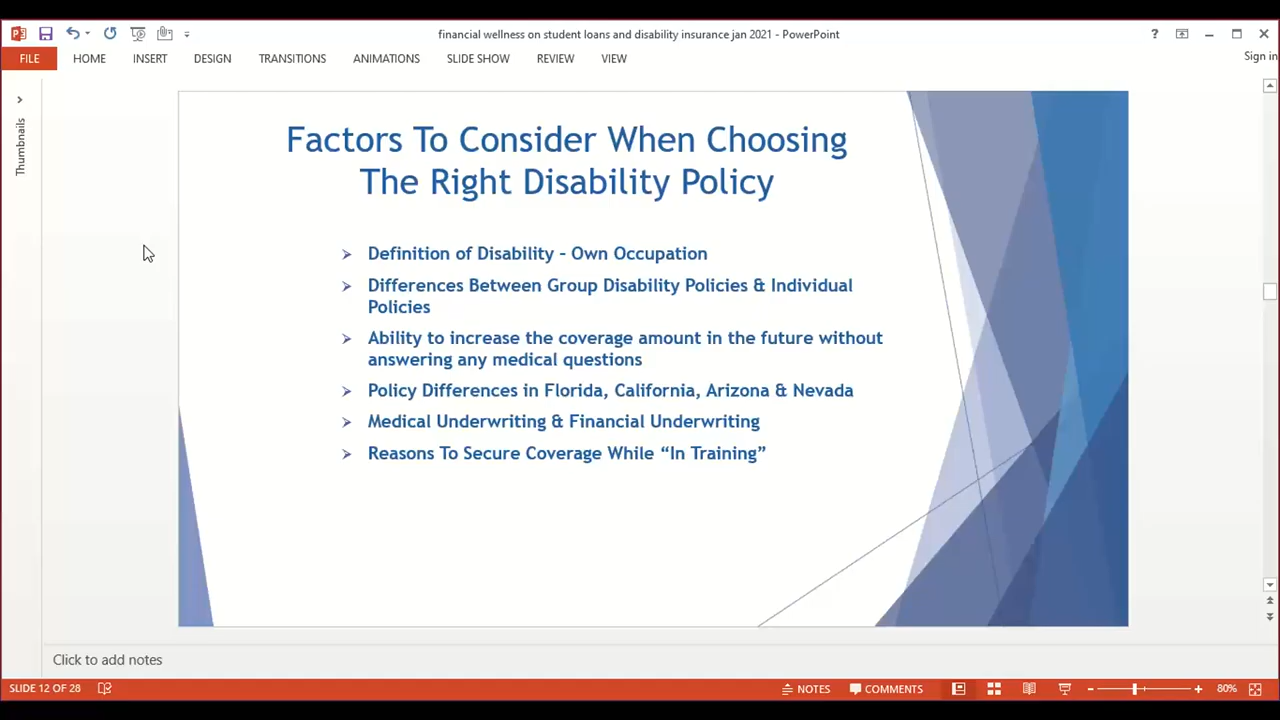 financial wellness on student loans and disability insurance jan 2021 - PowerPoint
?
FILE HOME INSERT DESIGN TRANSITIONS ANIMATIONS SLIDE SHOW REVIEW VIEW
Sign in
Thumbnails
Factors To Consider When Choosing
The Right Disability Policy
Definition of Disability – Own Occupation
Differences Between Group Disability Policies & Individual
Policies
Ability to increase the coverage amount in the future without
answering any medical questions
Policy Differences in Florida, California, Arizona & Nevada
Medical Underwriting & Financial Underwriting
Reasons To Secure Coverage While “In Training”
Click to add notes
SLIDE 12 OF 28 NOTES COMMENTS 80%